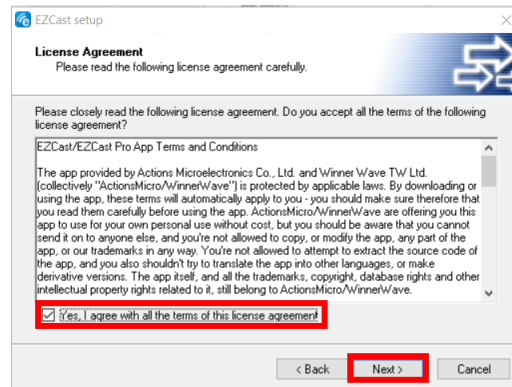 EZCast setup
License Agreement
Please read the following license agreement carefully.
Please closely read the following license agreement. Do you accept all the terms of the following
license agreement?
EZCast/EZCast Pro App Terms and Conditions
The app provided by Actions Microelectronics Co., Ltd. and Winner Wave TW Ltd.
(collectively "ActionsMicro/WinnerWave") is protected by applicable laws. By downloading or
using the app, these terms will automatically apply to you - you should make sure therefore that
you read them carefully before using the app. ActionsMicro/WinnerWave are offering you this
app to use for your own personal use without cost, but you should be aware that you cannot
send it on to anyone else, and you're not allowed to copy, or modify the app, any part of the
app, or our trademarks in any way. You're not allowed to attempt to extract the source code of
the app, and you also shouldn't try to translate the app into other languages, or make
derivative versions. The app itself, and all the trademarks, copyright, database rights and other
intellectual property rights related to it, still belong to ActionsMicro/WinnerWave.
Yes, I agree with all the terms of this license agreement
< Back Next > Cancel